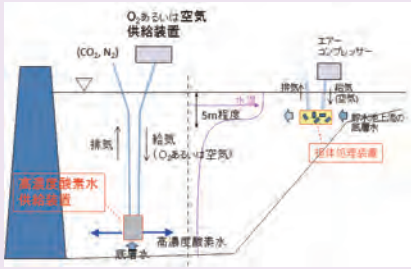 O₂あるいは空気
供給装置
(CO₂, N₂)
排気
給気
(O₂あるいは空気)
高濃度酸素水
供給装置
底層水
高濃度酸素水
水温
5m程度
エアー
コンプレッサー
排気
給気
(空気)
貯水池上流の
底層水
担体処理装置